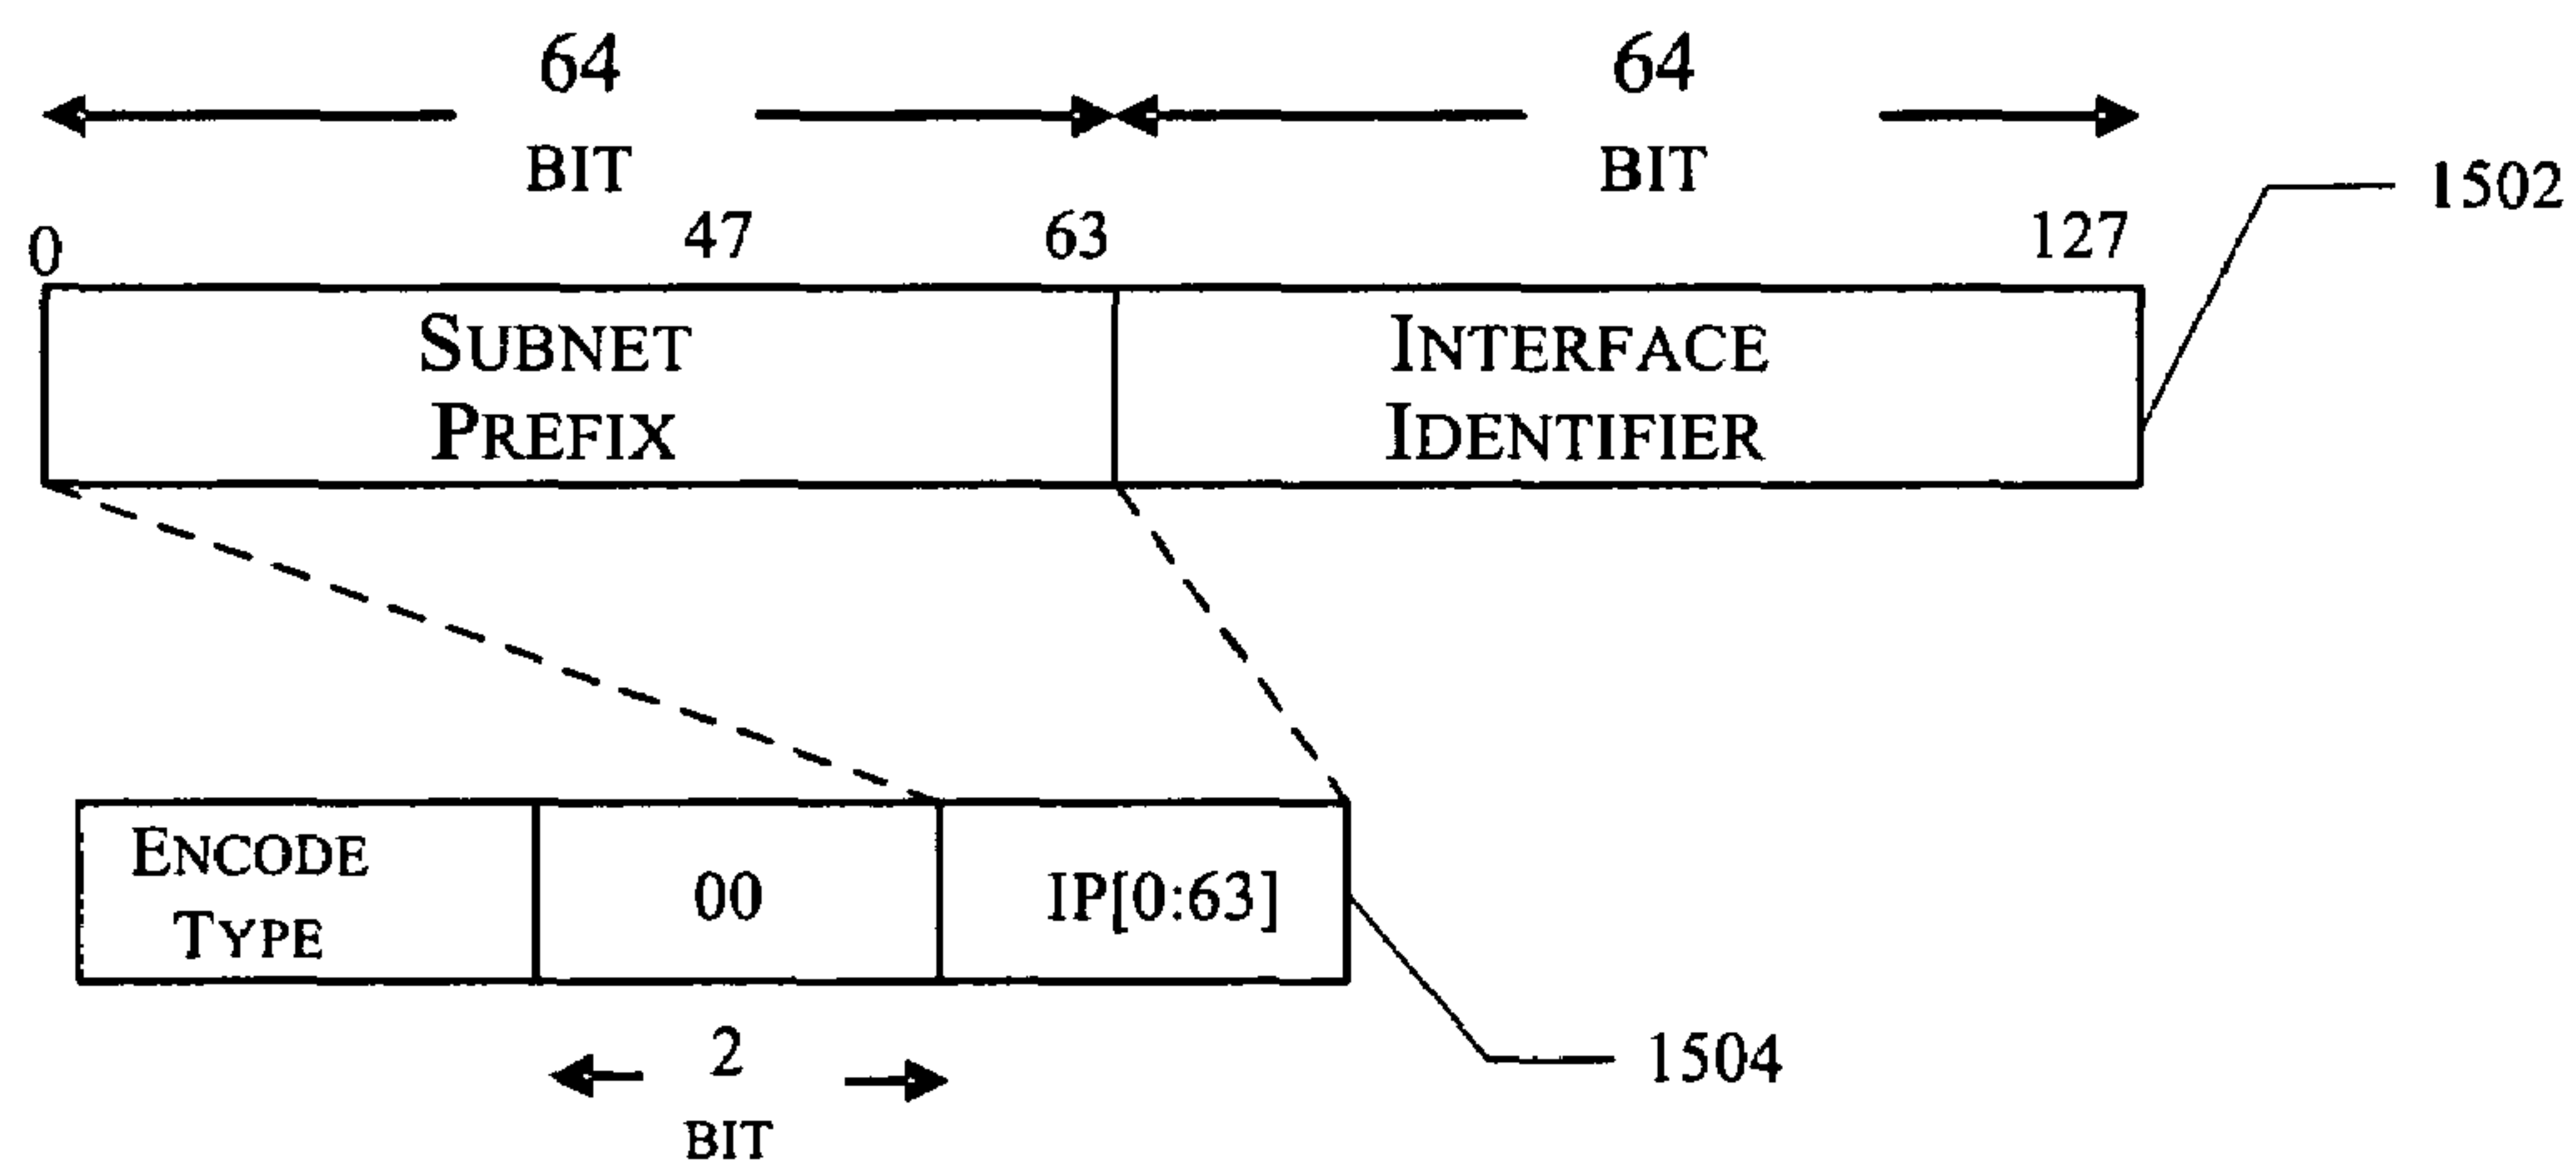 64 64
BIT BIT
1502
0 47 63 127
SUBNET INTERFACE
PREFIX IDENTIFIER
ENCODE
TYPE
00
IP[0:63]
2
BIT
1504